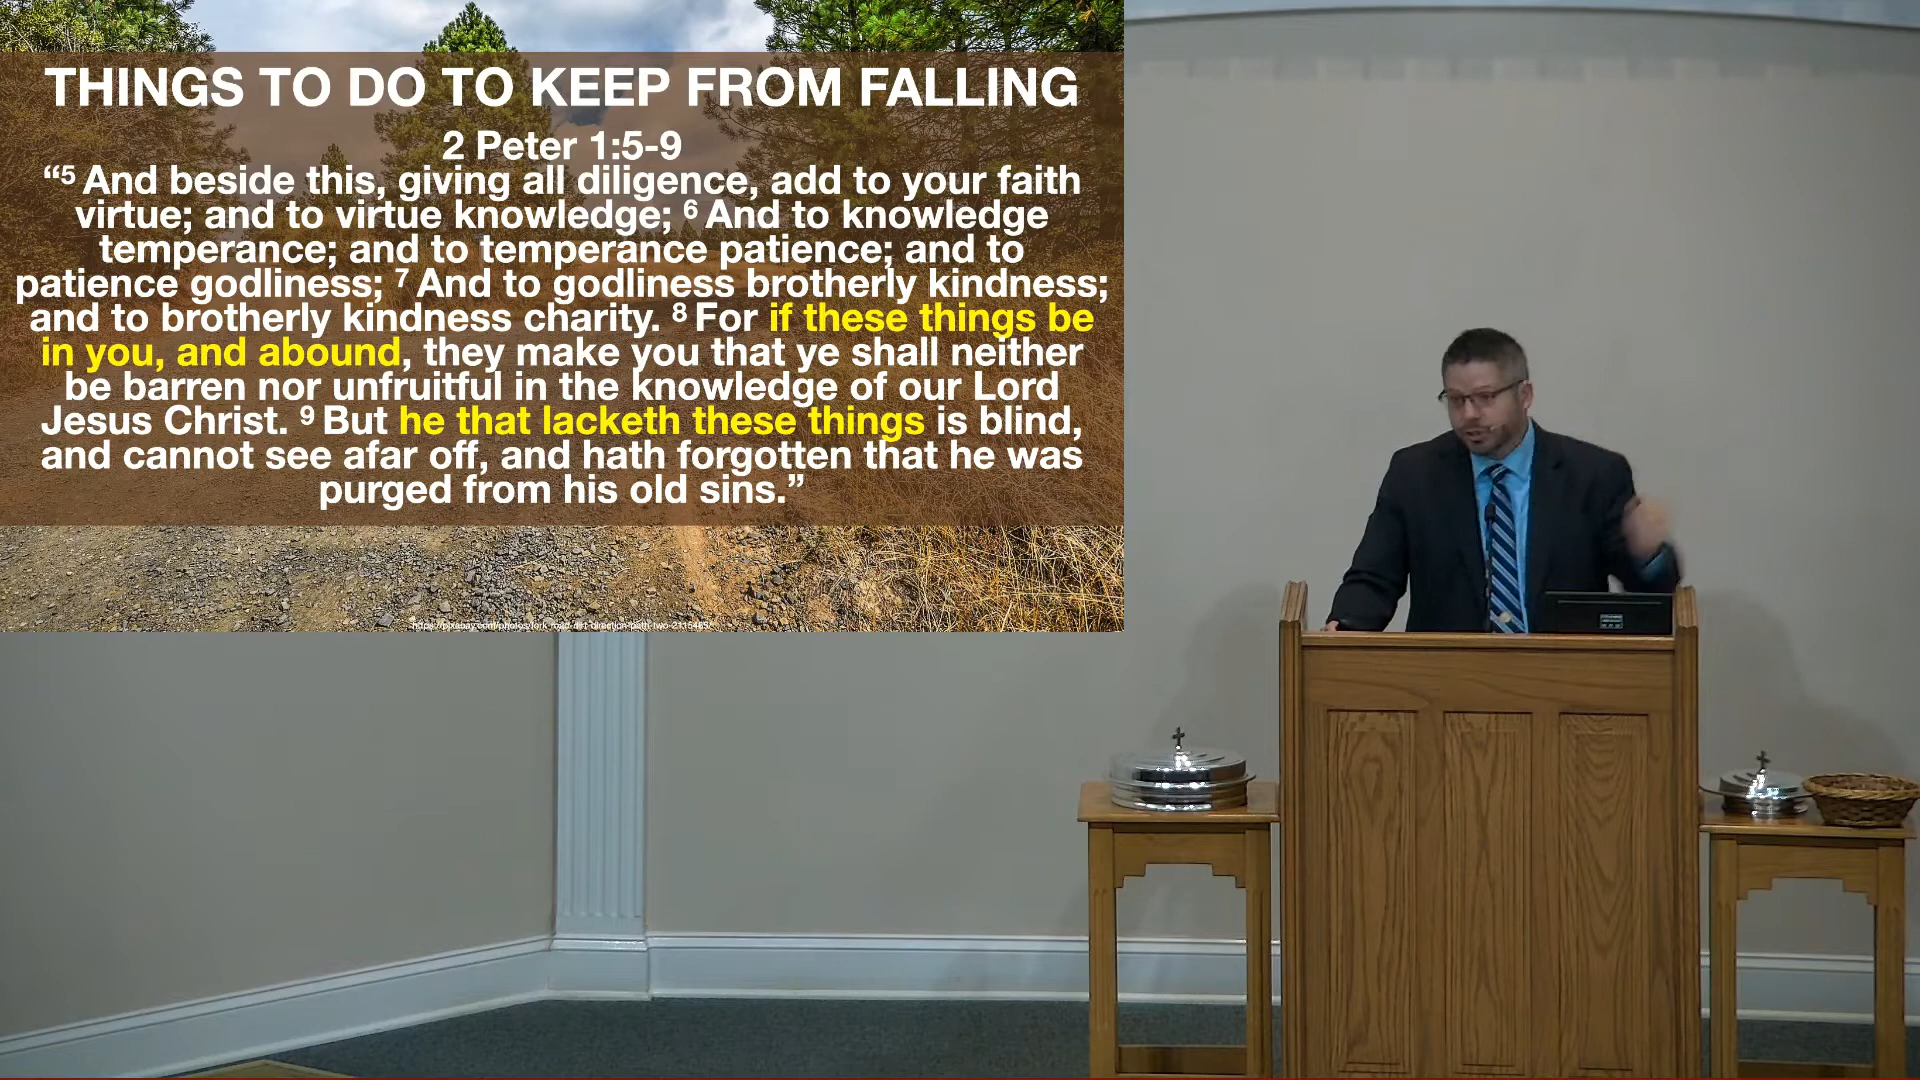 THINGS TO DO TO KEEP FROM FALLING
2 Peter 1:5-9
“5 And beside this, giving all diligence, add to your faith
virtue; and to virtue knowledge; 6 And to knowledge
temperance; and to temperance patience; and to
patience godliness; 7 And to godliness brotherly kindness;
and to brotherly kindness charity. 8 For if these things be
in you, and abound, they make you that ye shall neither
be barren nor unfruitful in the knowledge of our Lord
Jesus Christ. 9 But he that lacketh these things is blind,
and cannot see afar off, and hath forgotten that he was
purged from his old sins.”